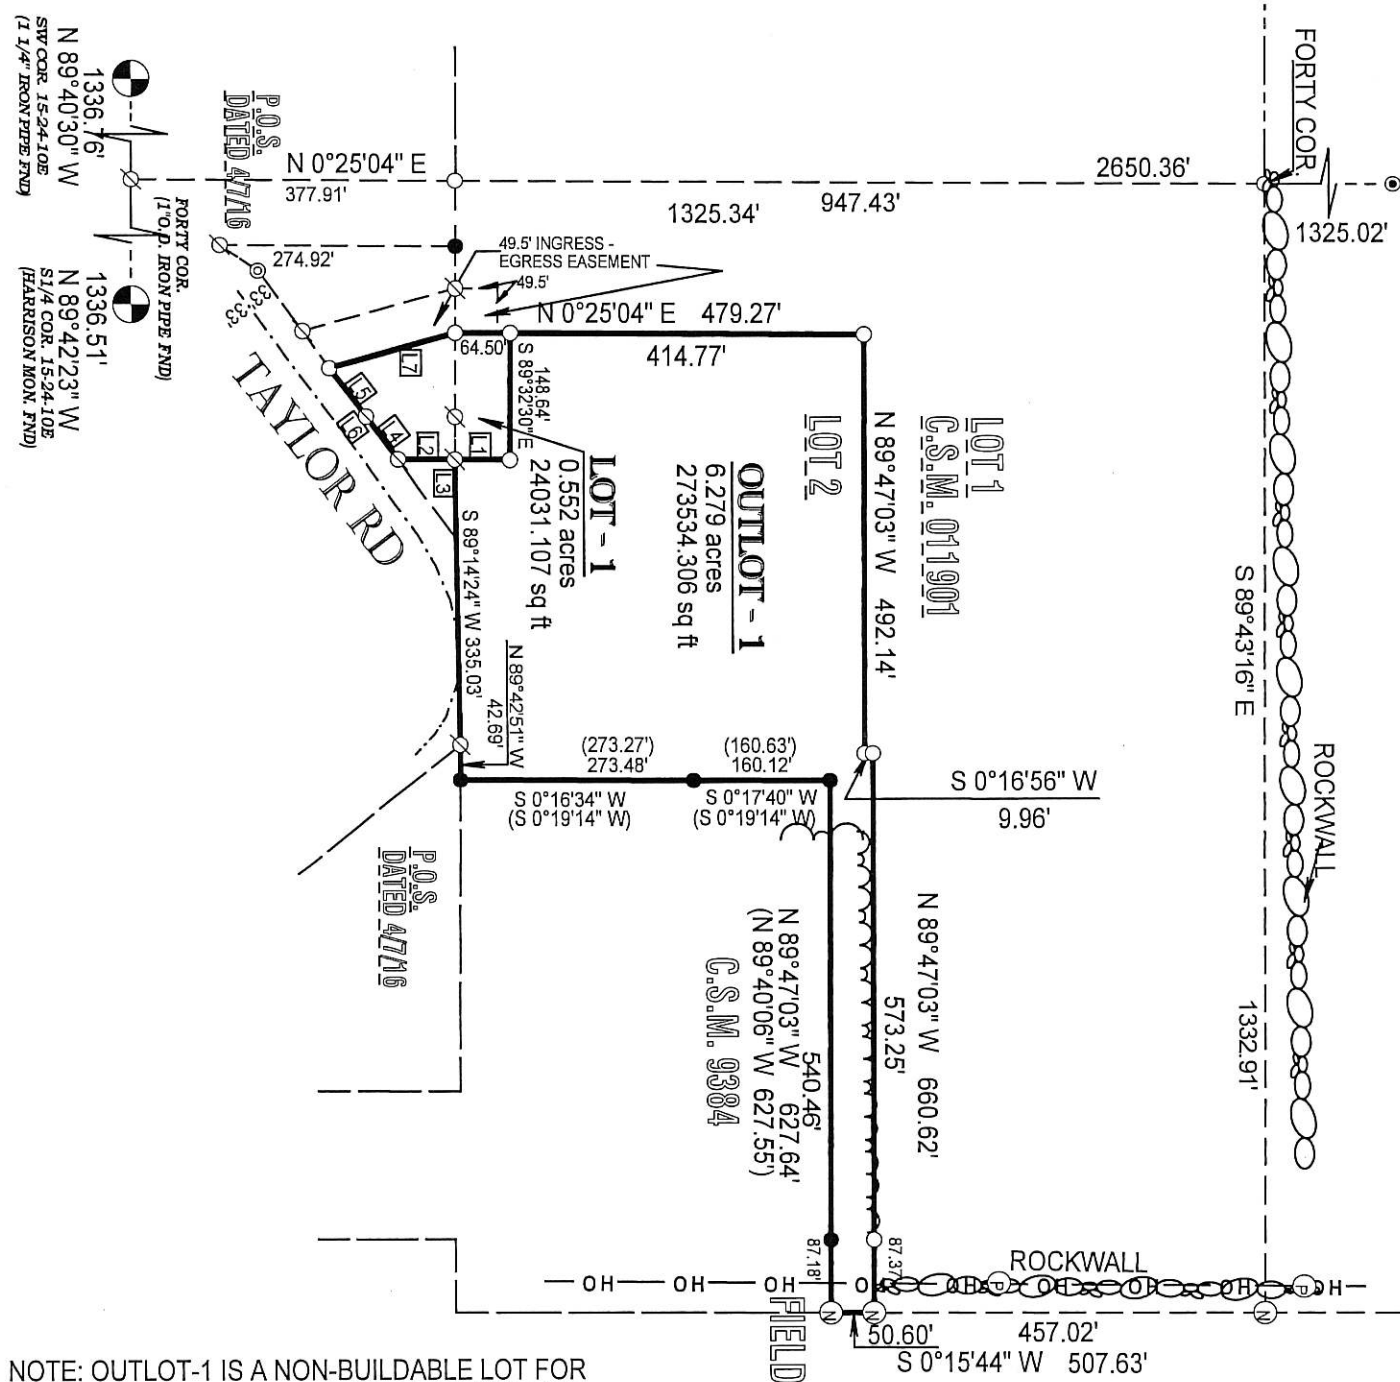 FORTY COR.
N 89°40'30" W
1336.76'
SW COR. 15-24-10E
(1 1/4" IRON PIPE FND)
P.O.S.
DATED 4/7/16
N 0°25'04" E
377.91'
2650.36'
1325.34'
947.43'
1325.02'
FORTY COR.
(1"O.D. IRON PIPE FND)
1336.51'
N 89°42'23" W
S1/4 COR. 15-24-10E
(HARRISON MON. FND)
274.92'
49.5' INGRESS -
EGRESS EASEMENT
49.5'
33'
33'
N 0°25'04" E 479.27'
64.50'
414.77'
L7
L5
L6
L4
L2
L1
L3
TAYLOR RD
148.64'
S 89°32'30" E
LOT - 1
0.552 acres
24031.107 sq ft
LOT 2
OUTLOT - 1
6.279 acres
273534.306 sq ft
N 89°47'03" W 492.14'
LOT 1
C.S.M. 011901
S 89°43'16" E
1332.91'
ROCKWALL
S 89°14'24" W 335.03'
N 89°42'51" W
42.69'
(273.27')
273.48'
(160.63')
160.12'
S 0°16'34" W
(S 0°19'14" W)
S 0°17'40" W
(S 0°19'14" W)
S 0°16'56" W
9.96'
P.O.S.
DATED 4/7/16
N 89°47'03" W 660.62'
573.25'
540.46'
N 89°47'03" W 627.64'
(N 89°40'06" W 627.55')
C.S.M. 9384
87.18'
87.37'
ROCKWALL
OH OH OH OH OH OH OH OH OH
P
P
N
N
N
FIELD
50.60'
457.02'
S 0°15'44" W 507.63'
NOTE: OUTLOT-1 IS A NON-BUILDABLE LOT FOR